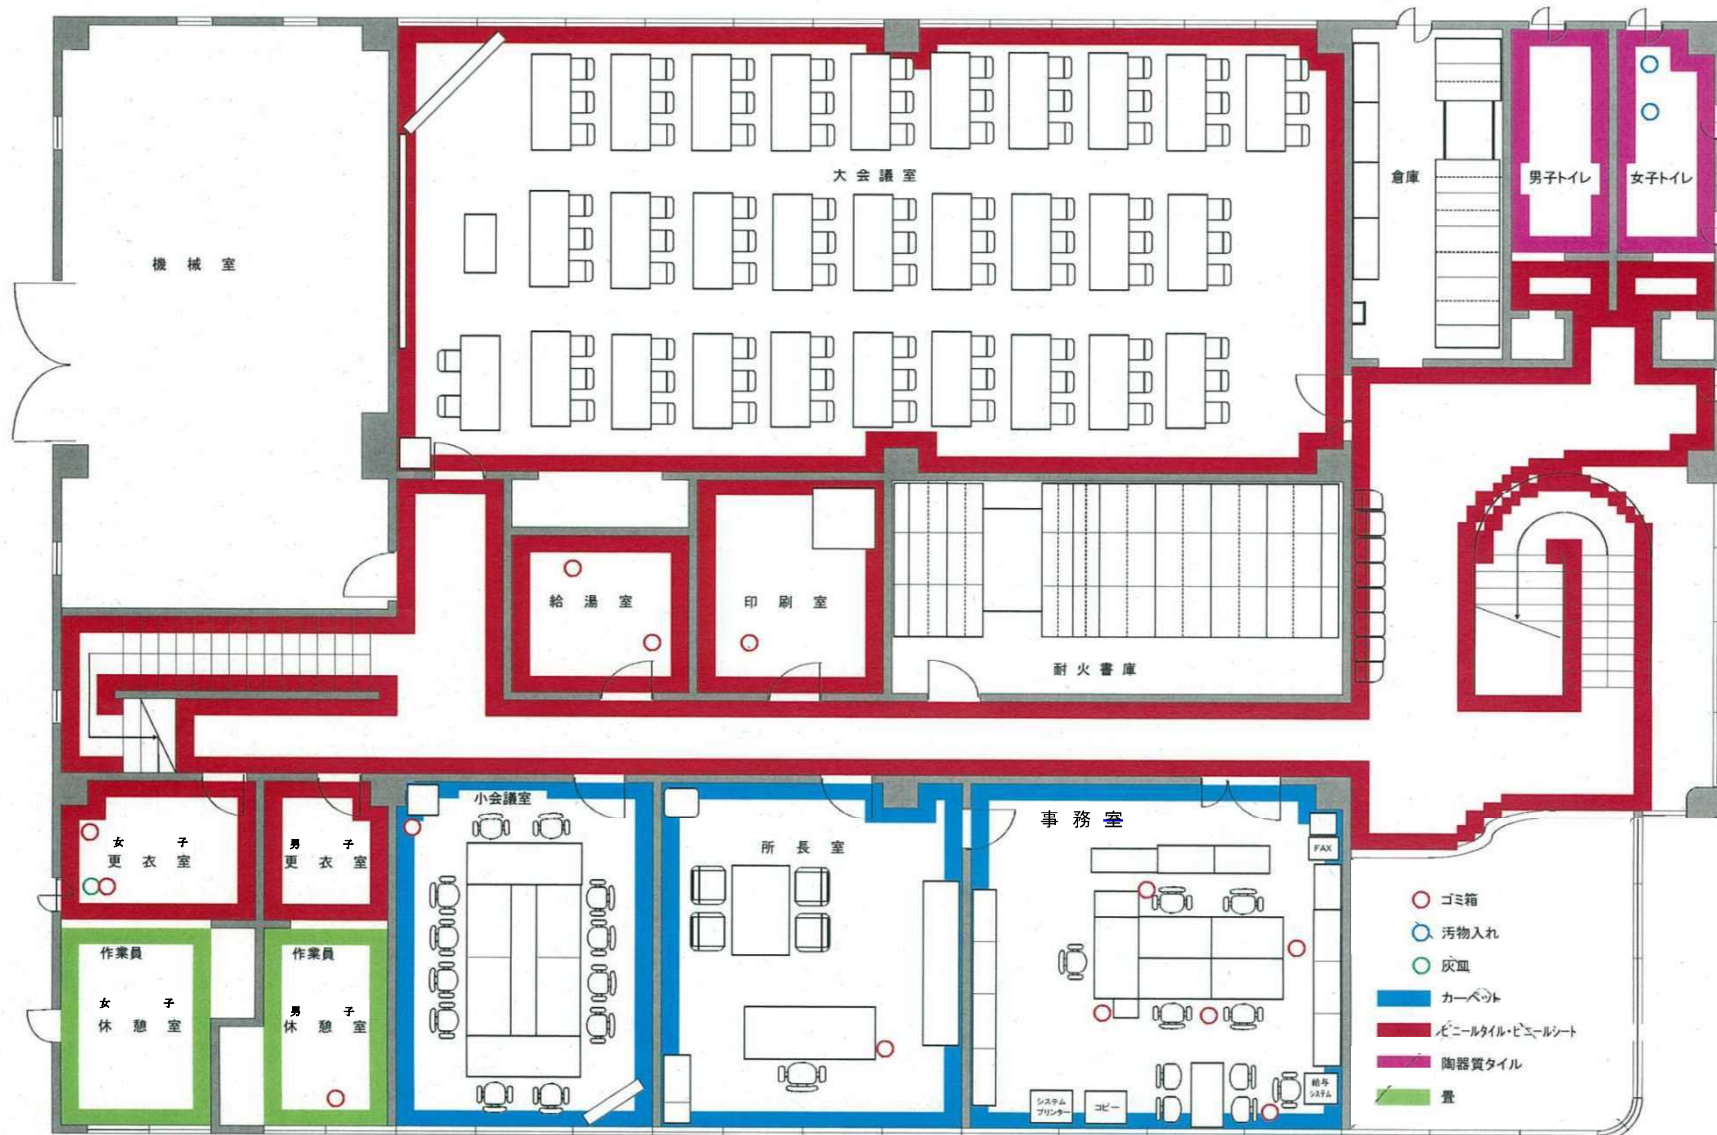 大会議室
倉庫
男子トイレ
女子トイレ
機械室
給湯室
印刷室
耐火書庫
小会議室
所長室
事務室
FAX
女子
更衣室
男子
更衣室
作業員
女子
休憩室
作業員
男子
休憩室
システム
プリンター
コピー
給与
システム
ゴミ箱
汚物入れ
灰皿
カーペット
ビニールタイル・ビニールシート
陶器質タイル
畳